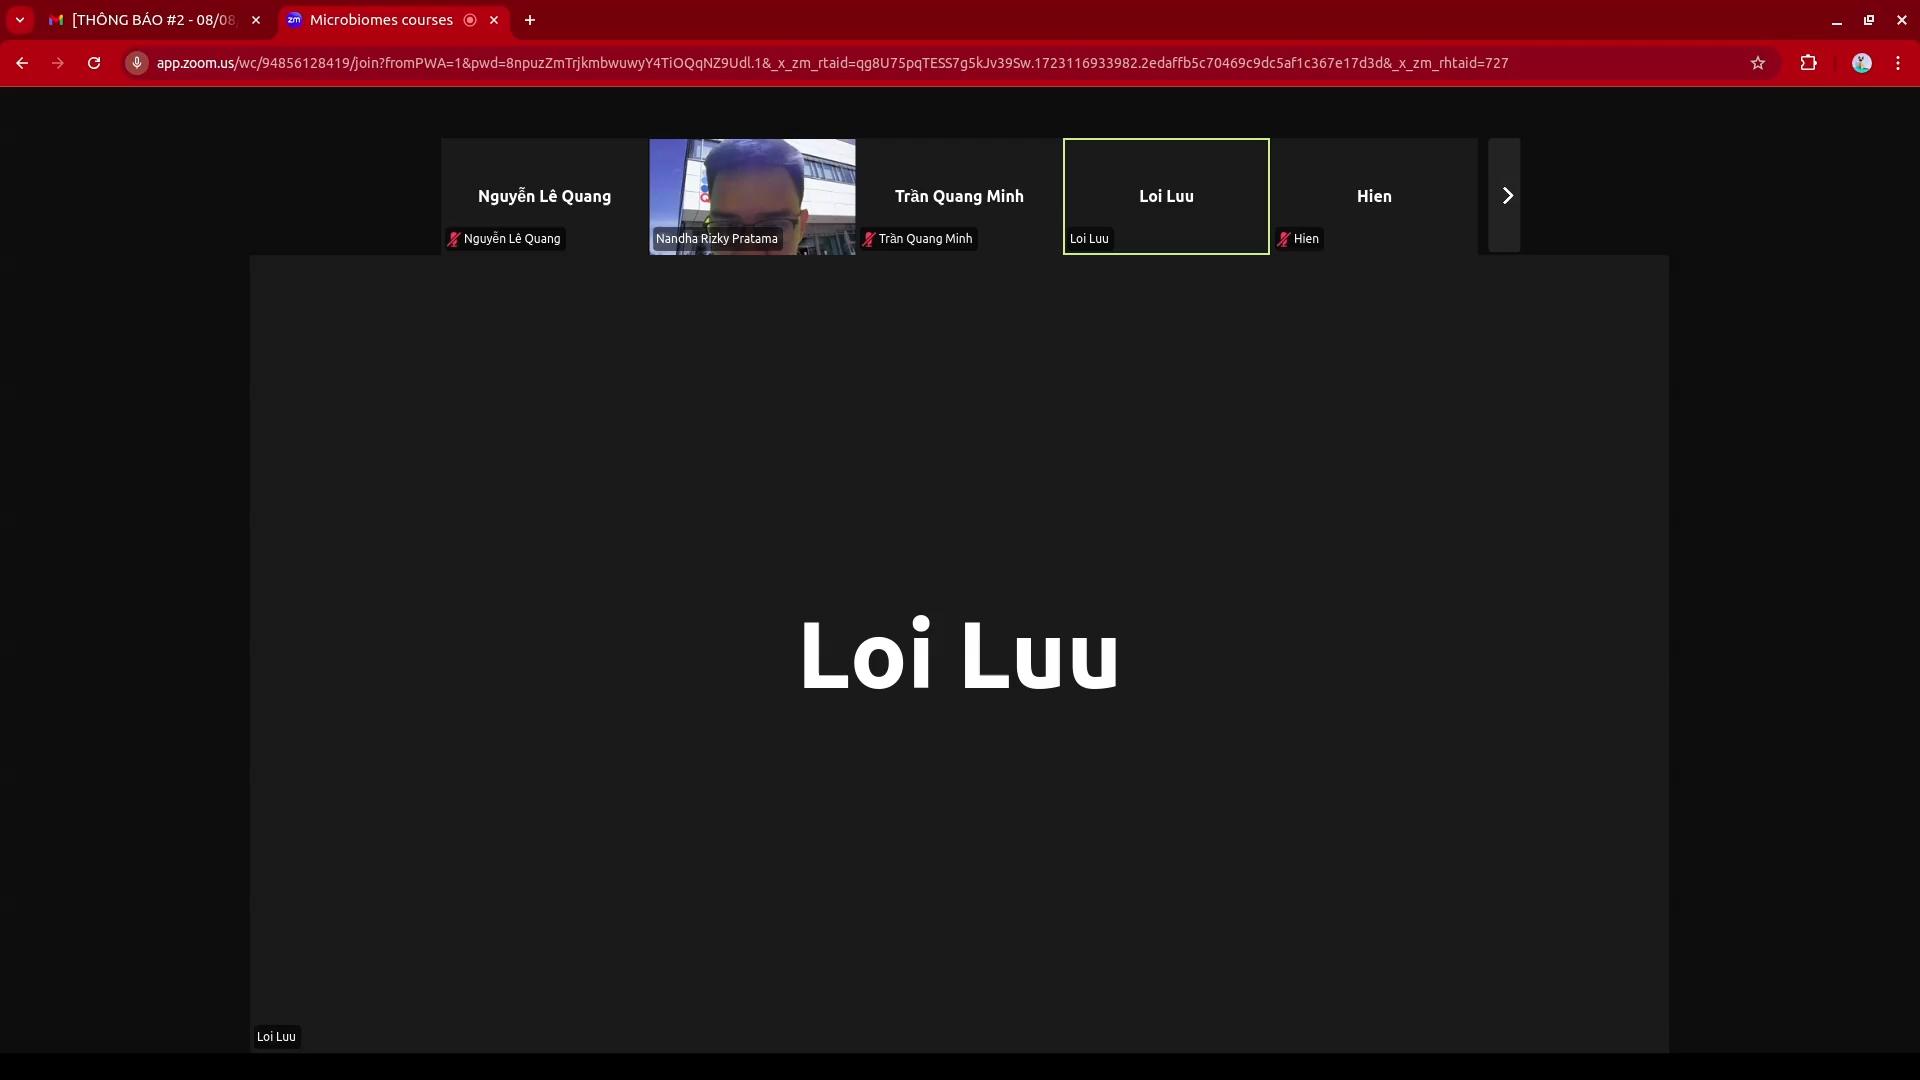 [THÔNG BÁO #2 - 08/08
zm Microbiomes courses
app.zoom.us/wc/94856128419/join?fromPWA=1&pwd=8npuzZmTrjkmbwuwyY4TiOQqNZ9Udl.1&_x_zm_rtaid=qg8U75pqTESS7g5kJv39Sw.1723116933982.2edaffb5c70469c9dc5af1c367e17d3d&_x_zm_rhtaid=727
Nguyễn Lê Quang
Trần Quang Minh
Loi Luu
Hien
Nguyễn Lê Quang
Nandha Rizky Pratama
Trần Quang Minh
Loi Luu
Hien
Loi Luu
Loi Luu